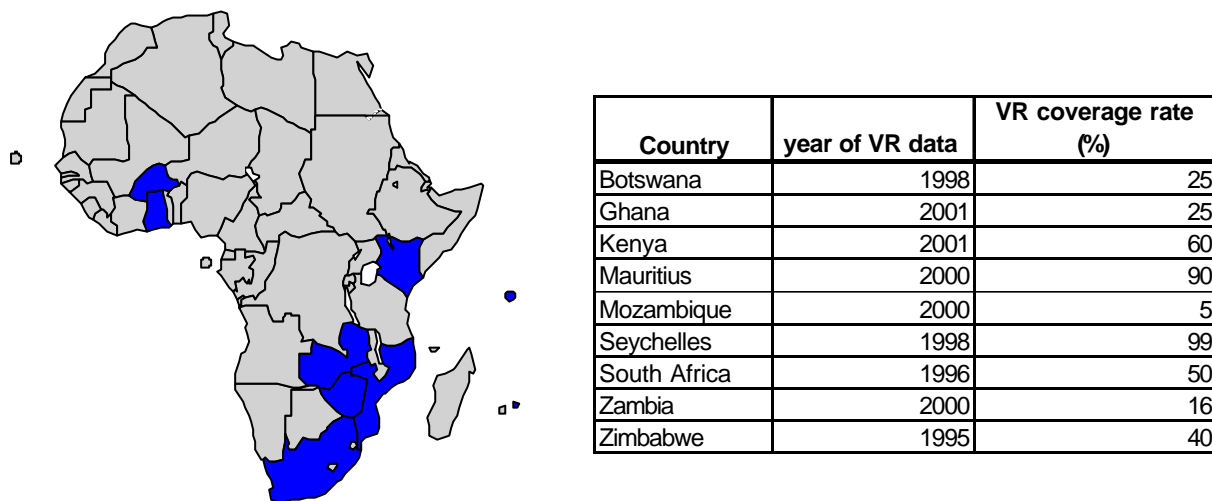 Country year of VR data VR coverage rate (%)
Botswana 1998 25
Ghana 2001 25
Kenya 2001 60
Mauritius 2000 90
Mozambique 2000 5
Seychelles 1998 99
South Africa 1996 50
Zambia 2000 16
Zimbabwe 1995 40